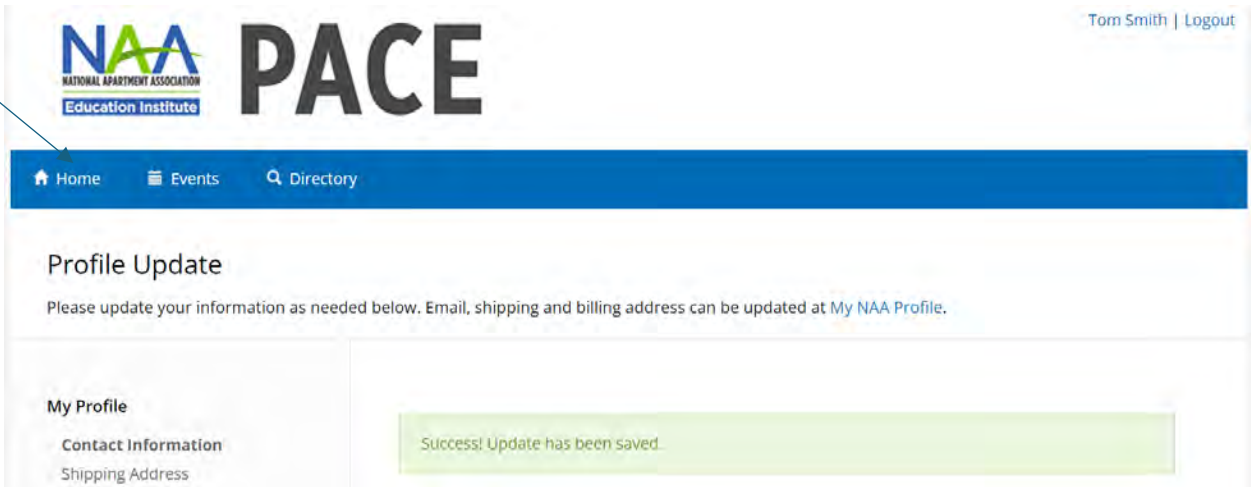 Tom Smith | Logout
NAA
NATIONAL APARTMENT ASSOCIATION
Education Institute
PACE
Home Events Directory
Profile Update
Please update your information as needed below. Email, shipping and billing address can be updated at My NAA Profile.
My Profile
Contact Information
Shipping Address
Success! Update has been saved.